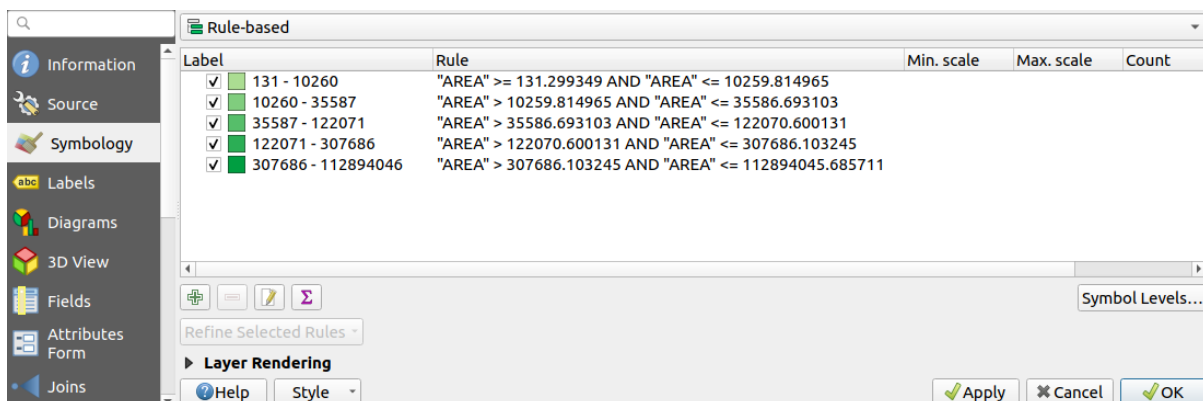 Rule-based
Information
Source
Symbology
abc Labels
Diagrams
3D View
Fields
Attributes
Form
Joins
Label Rule Min. scale Max. scale Count
131 - 10260 "AREA" >= 131.299349 AND "AREA" <= 10259.814965
10260 - 35587 "AREA" > 10259.814965 AND "AREA" <= 35586.693103
35587 - 122071 "AREA" > 35586.693103 AND "AREA" <= 122070.600131
122071 - 307686 "AREA" > 122070.600131 AND "AREA" <= 307686.103245
307686 - 112894046 "AREA" > 307686.103245 AND "AREA" <= 112894045.685711
Σ
Symbol Levels...
Refine Selected Rules
Layer Rendering
Help Style Apply Cancel OK